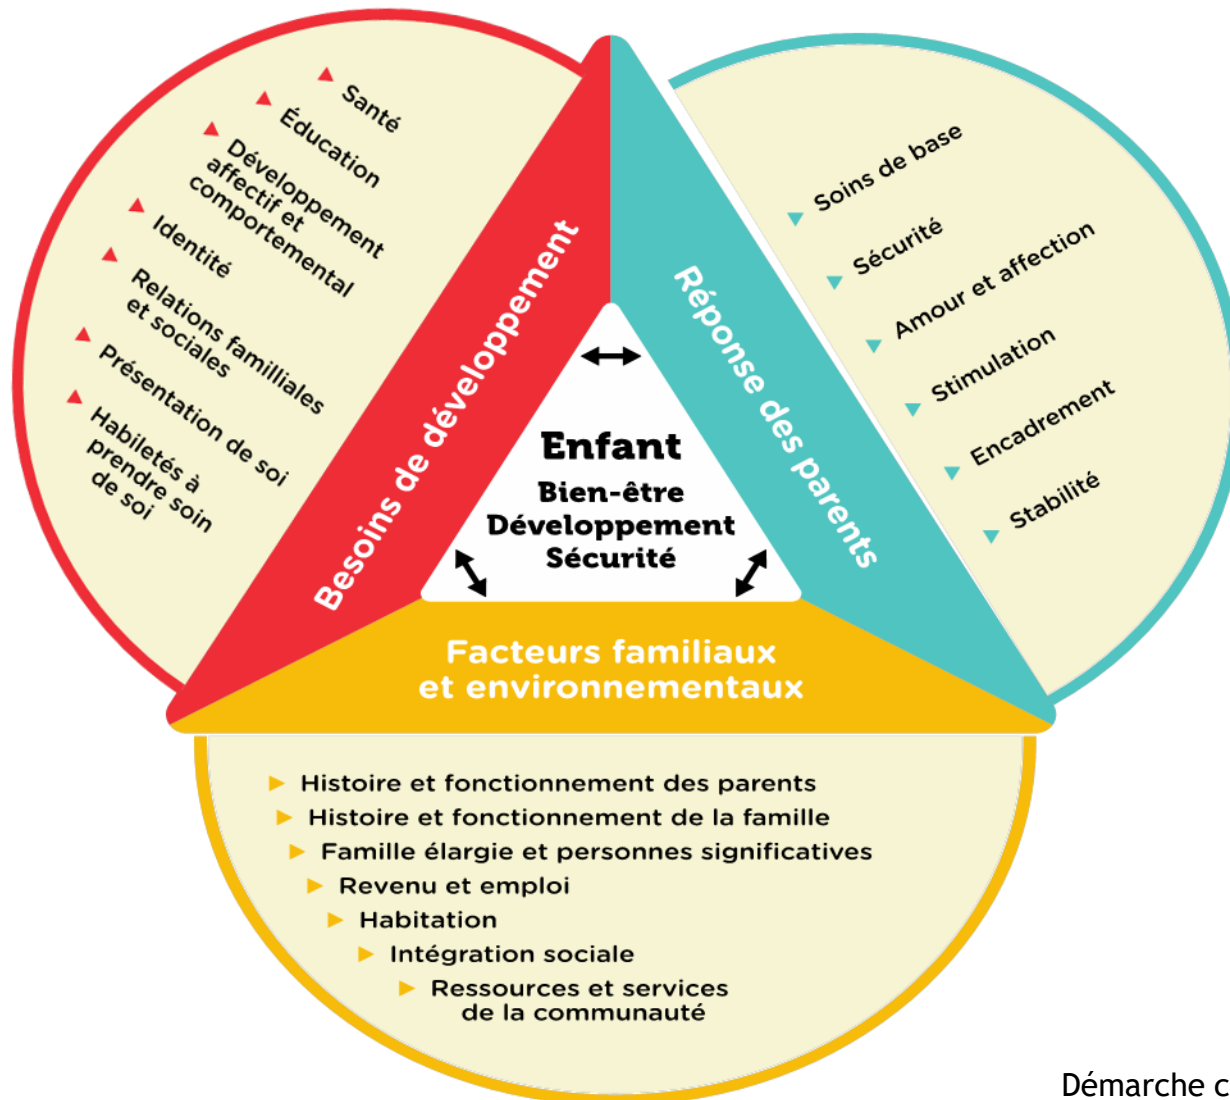 Santé
Éducation
Développement
affectif et
comportemental
Identité
Relations familliales
et sociales
Présentation de soi
Habiletés à
prendre soin
de soi
Besoins de développement
Réponse des parents
Soins de base
Sécurité
Amour et affection
Stimulation
Encadrement
Stabilité
Enfant
Bien-être
Développement
Sécurité
Facteurs familiaux
et environnementaux
Histoire et fonctionnement des parents
Histoire et fonctionnement de la famille
Famille élargie et personnes significatives
Revenu et emploi
Habitation
Intégration sociale
Ressources et services
de la communauté
Démarche c